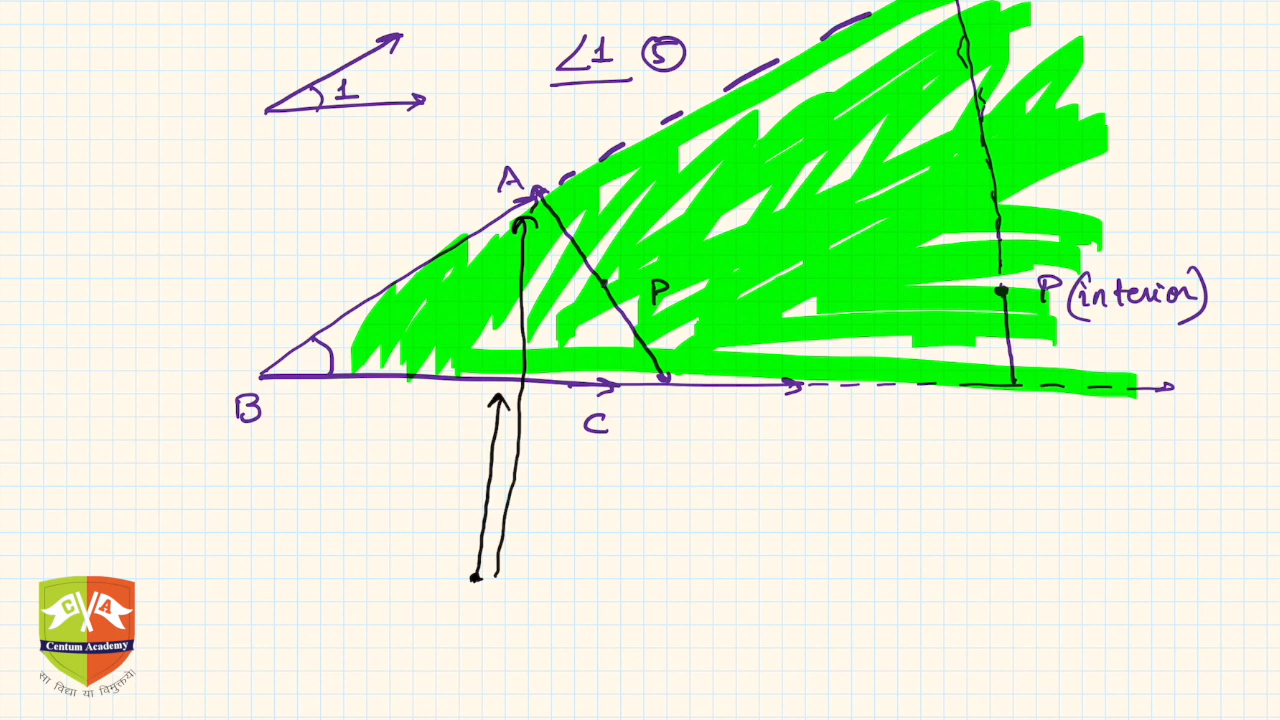 1
∠1 ⑤
A
P
P (interior)
B
C
C A
Centum Academy
सा विद्या या विमुक्तये।